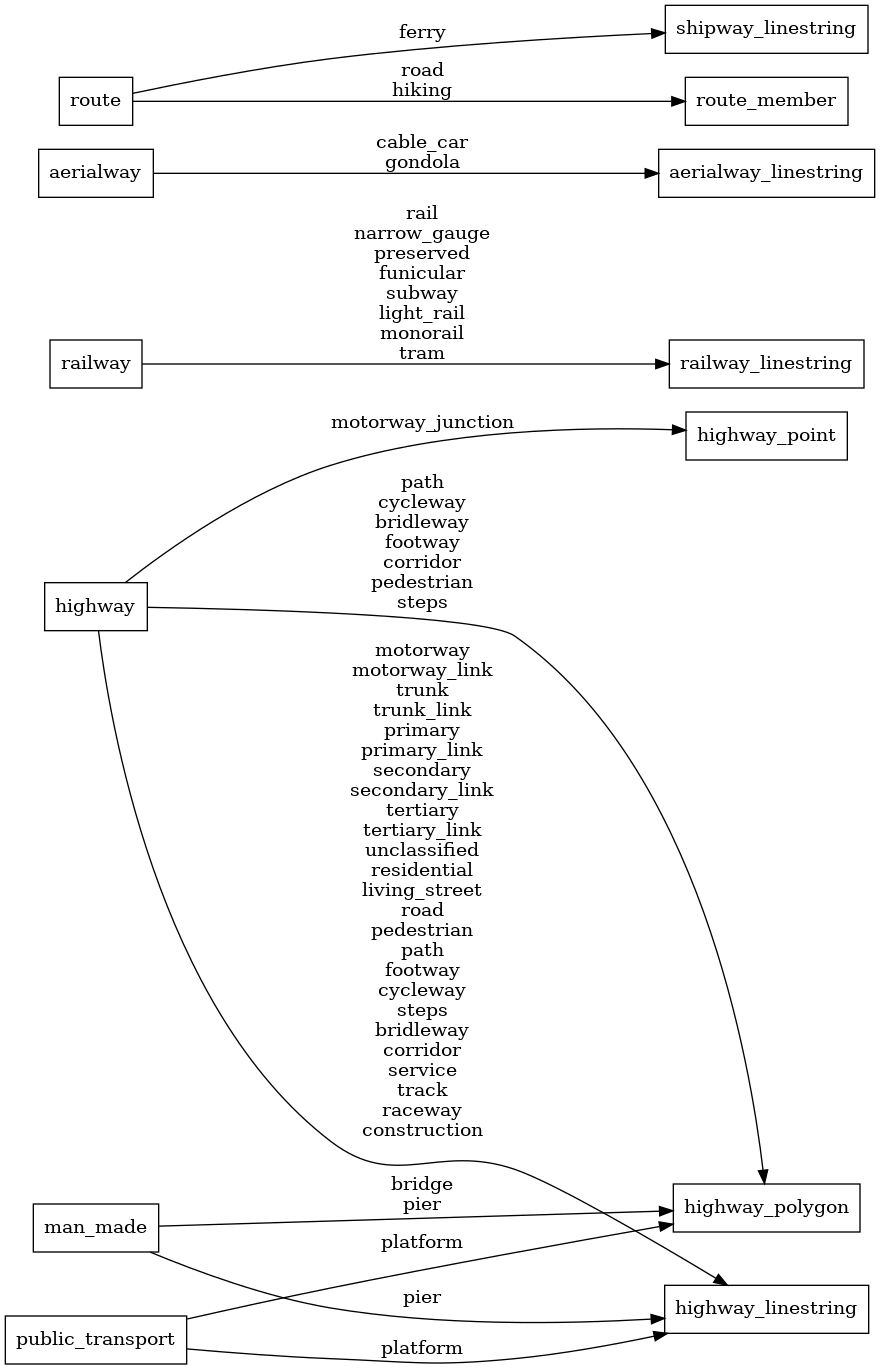 ferry
shipway_linestring
route
road
hiking
route_member
aerialway
cable_car
gondola
aerialway_linestring
rail
narrow_gauge
preserved
funicular
subway
light_rail
monorail
tram
railway
railway_linestring
motorway_junction
highway_point
path
cycleway
bridleway
footway
corridor
pedestrian
steps
highway
motorway
motorway_link
trunk
trunk_link
primary
primary_link
secondary
secondary_link
tertiary
tertiary_link
unclassified
residential
living_street
road
pedestrian
path
footway
cycleway
steps
bridleway
corridor
service
track
raceway
construction
bridge
pier
man_made
highway_polygon
platform
pier
highway_linestring
public_transport
platform